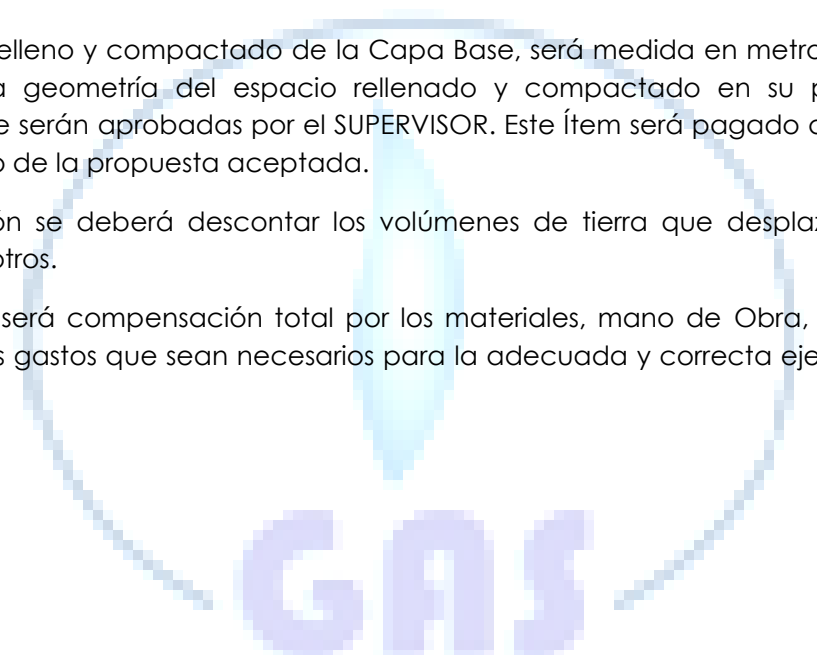 elleno y compactado de la Capa Base, será medida en metro
a geometría del espacio rellenado y compactado en su p
e serán aprobadas por el SUPERVISOR. Este Ítem será pagado
o de la propuesta aceptada.
ón se deberá descontar los volúmenes de tierra que despla
otros.
será compensación total por los materiales, mano de Obra,
s gastos que sean necesarios para la adecuada y correcta eje
GAS